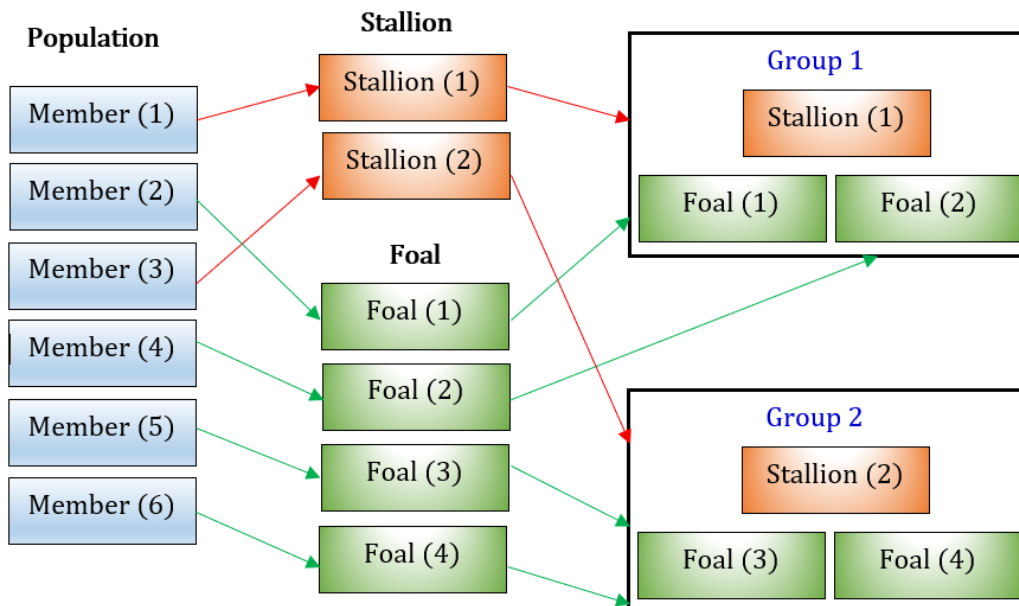 Population
Member (1)
Member (2)
Member (3)
Member (4)
Member (5)
Member (6)
Stallion
Stallion (1)
Stallion (2)
Foal
Foal (1)
Foal (2)
Foal (3)
Foal (4)
Group 1
Stallion (1)
Foal (1)
Foal (2)
Group 2
Stallion (2)
Foal (3)
Foal (4)